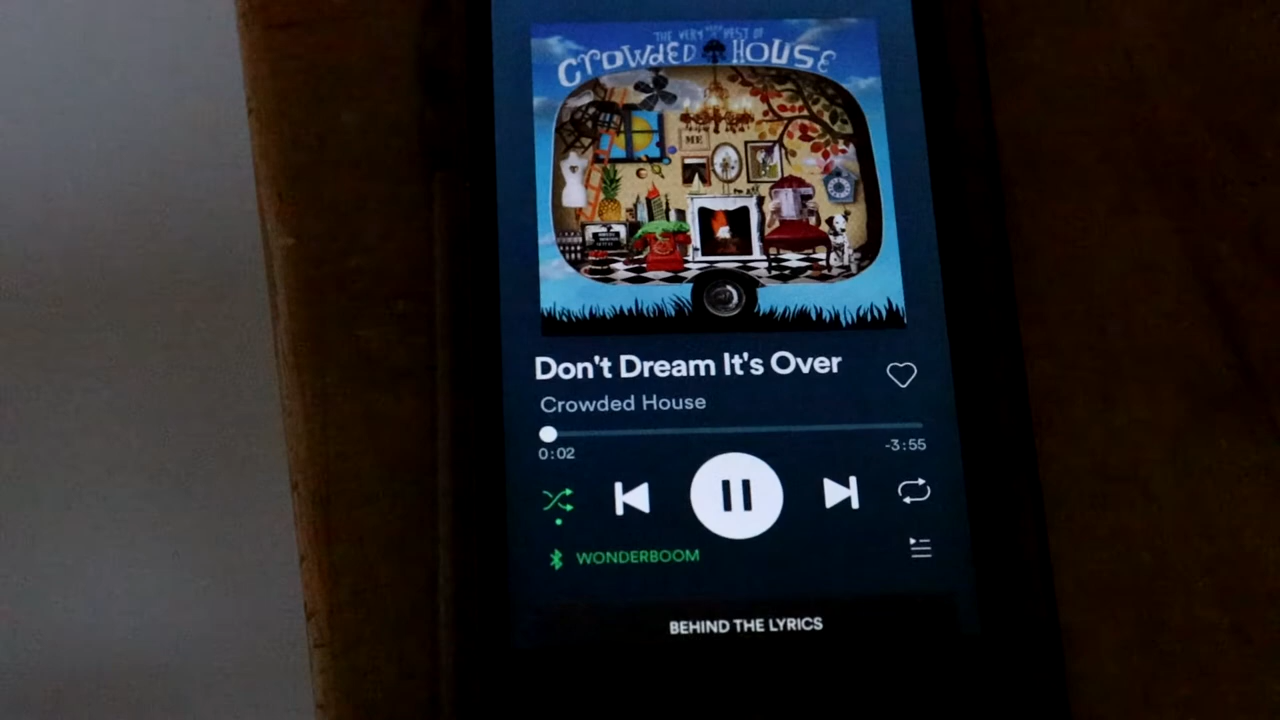 THE VERY VERY BEST OF
CROWDED HOUSE
ME
Don't Dream It's Over
Crowded House
0:02
-3:55
WONDERBOOM
BEHIND THE LYRICS